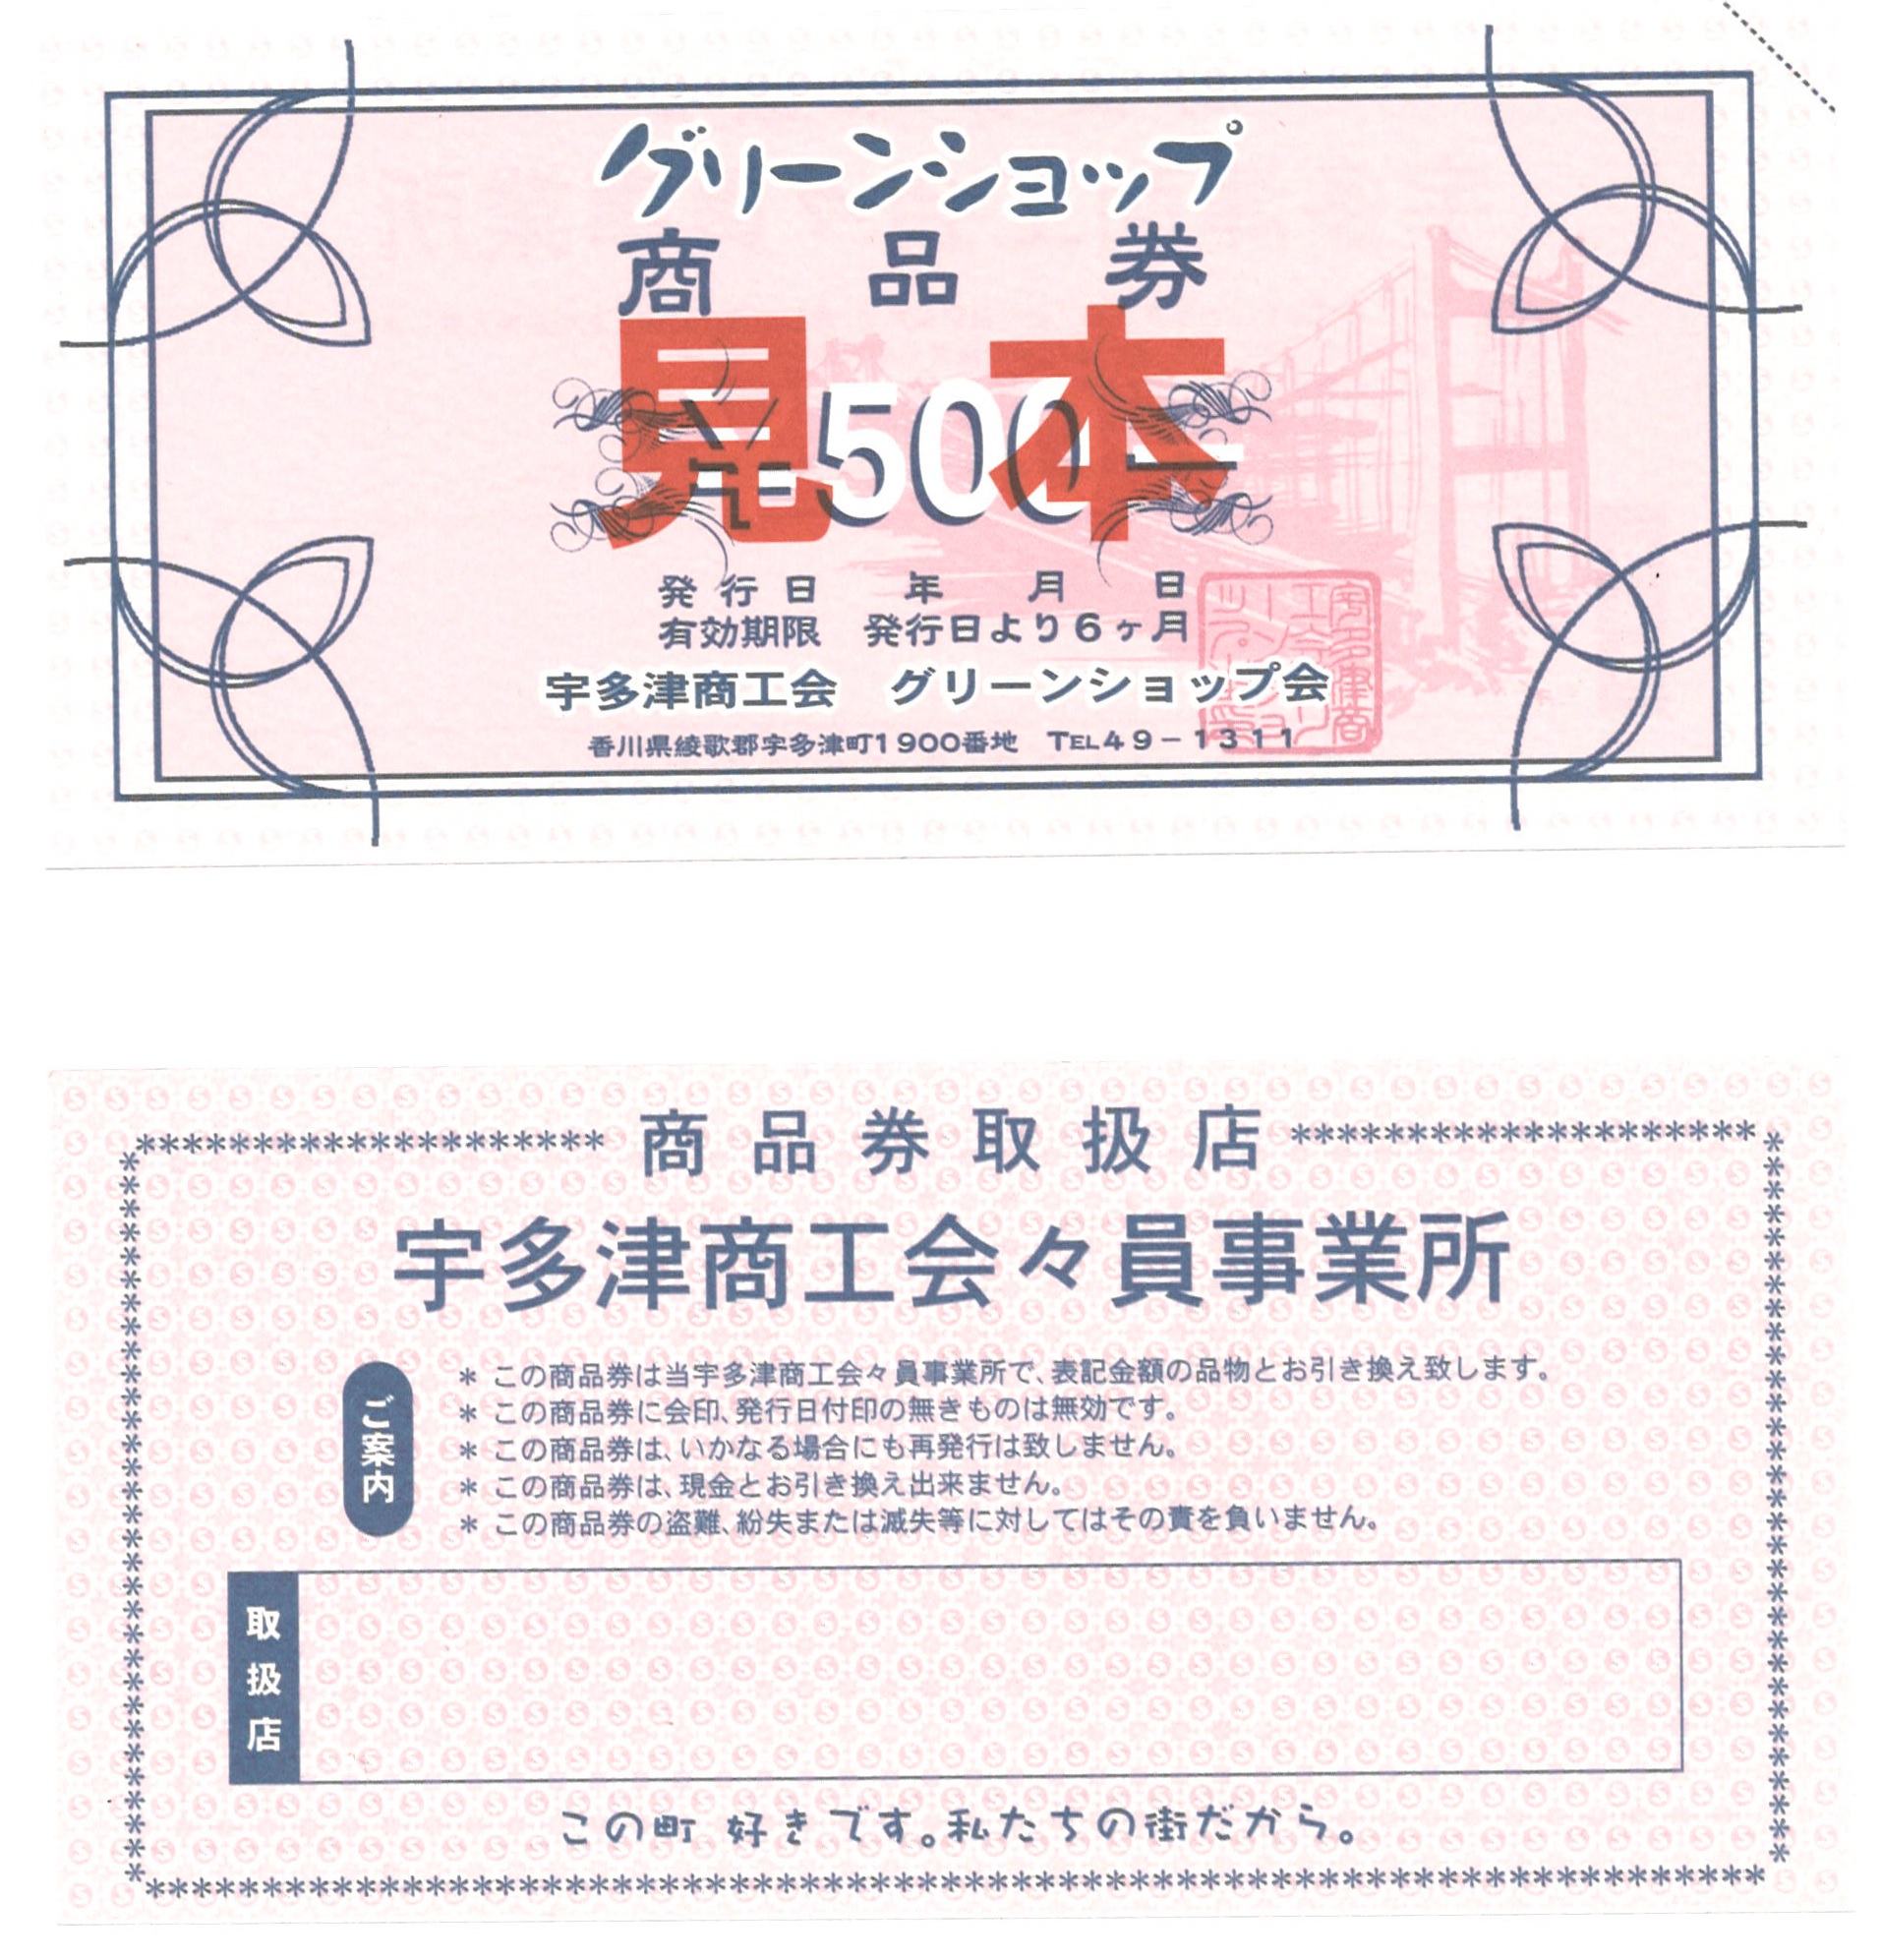 グリーンショップ
商品券
見本
¥500
発行日 年 月 日
有効期限 発行日より6ヶ月
宇多津商工会 グリーンショップ会
香川県綾歌郡宇多津町1900番地 TEL49-1311
商品券取扱店
宇多津商工会々員事業所
ご案内
＊ この商品券は当宇多津商工会々員事業所で、表記金額の品物とお引き換え致します。
＊ この商品券に会印、発行日付印の無きものは無効です。
＊ この商品券は、いかなる場合にも再発行は致しません。
＊ この商品券は、現金とお引き換え出来ません。
＊ この商品券の盗難、紛失または滅失等に対してはその責を負いません。
取扱店
この町 好きです。私たちの街だから。